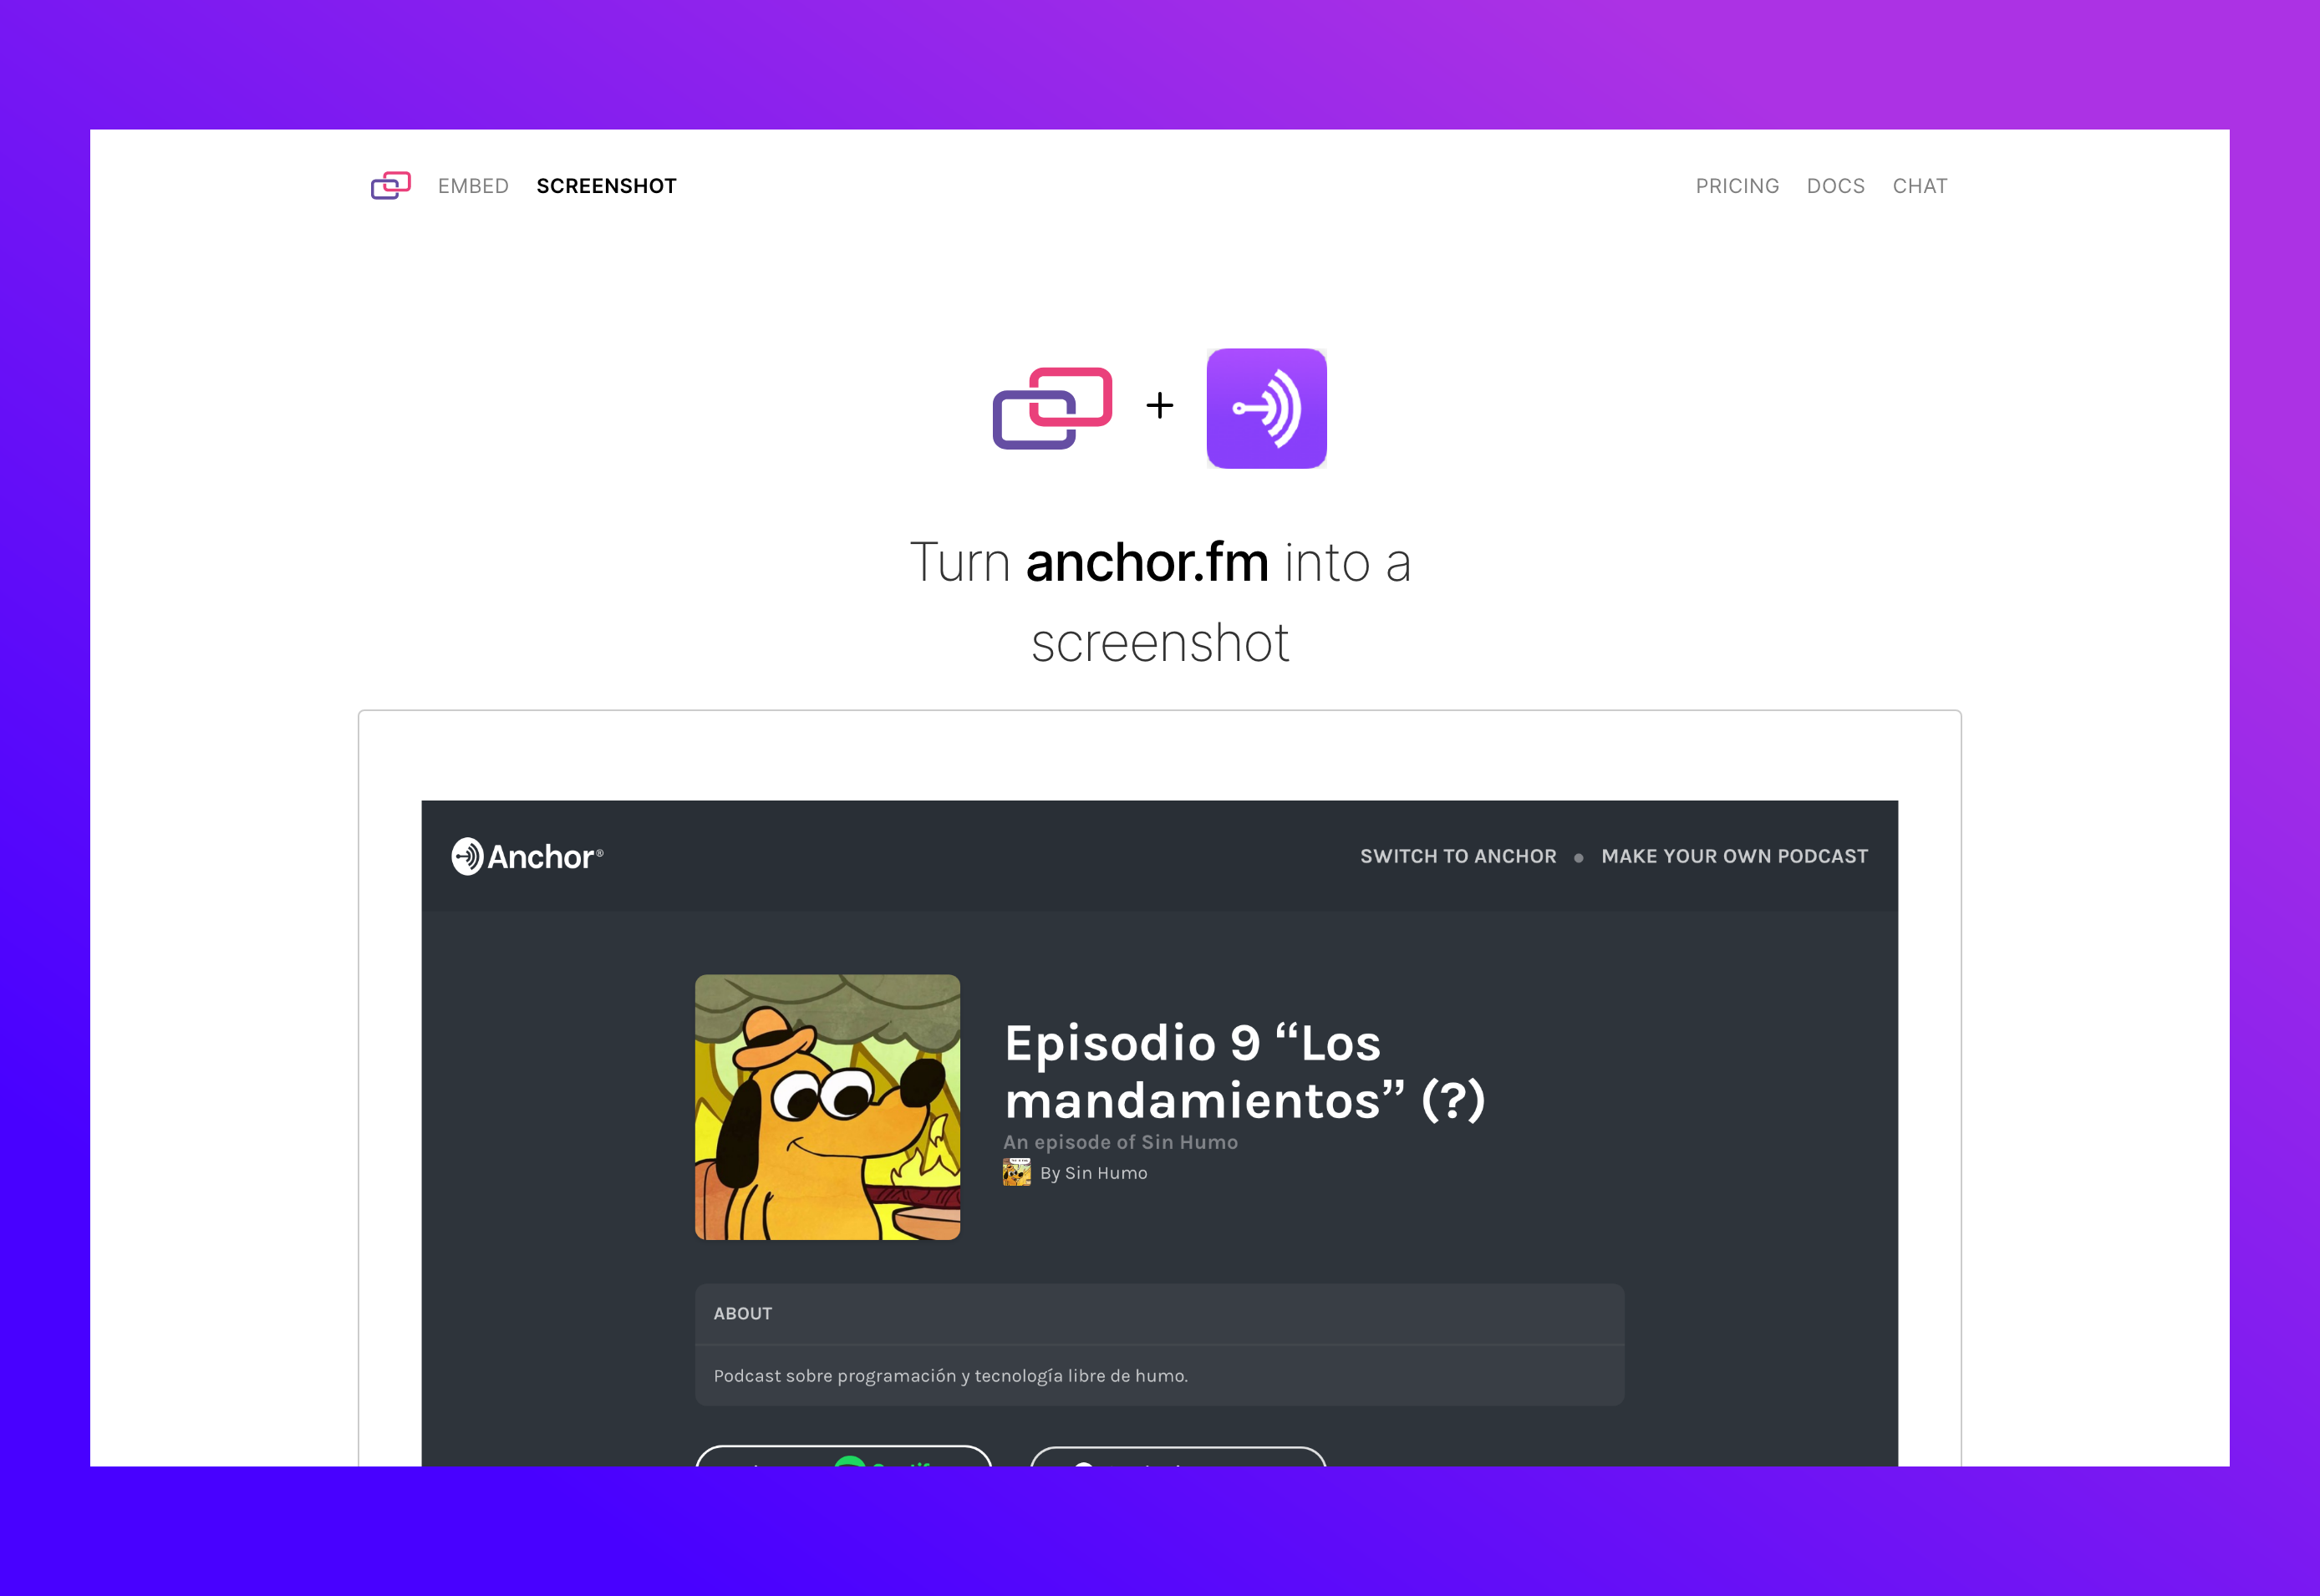 EMBED SCREENSHOT PRICING DOCS CHAT
+
Turn anchor.fm into a
screenshot
Anchor® SWITCH TO ANCHOR • MAKE YOUR OWN PODCAST
Episodio 9 “Los
mandamientos” (?)
An episode of Sin Humo
By Sin Humo
ABOUT
Podcast sobre programación y tecnología libre de humo.